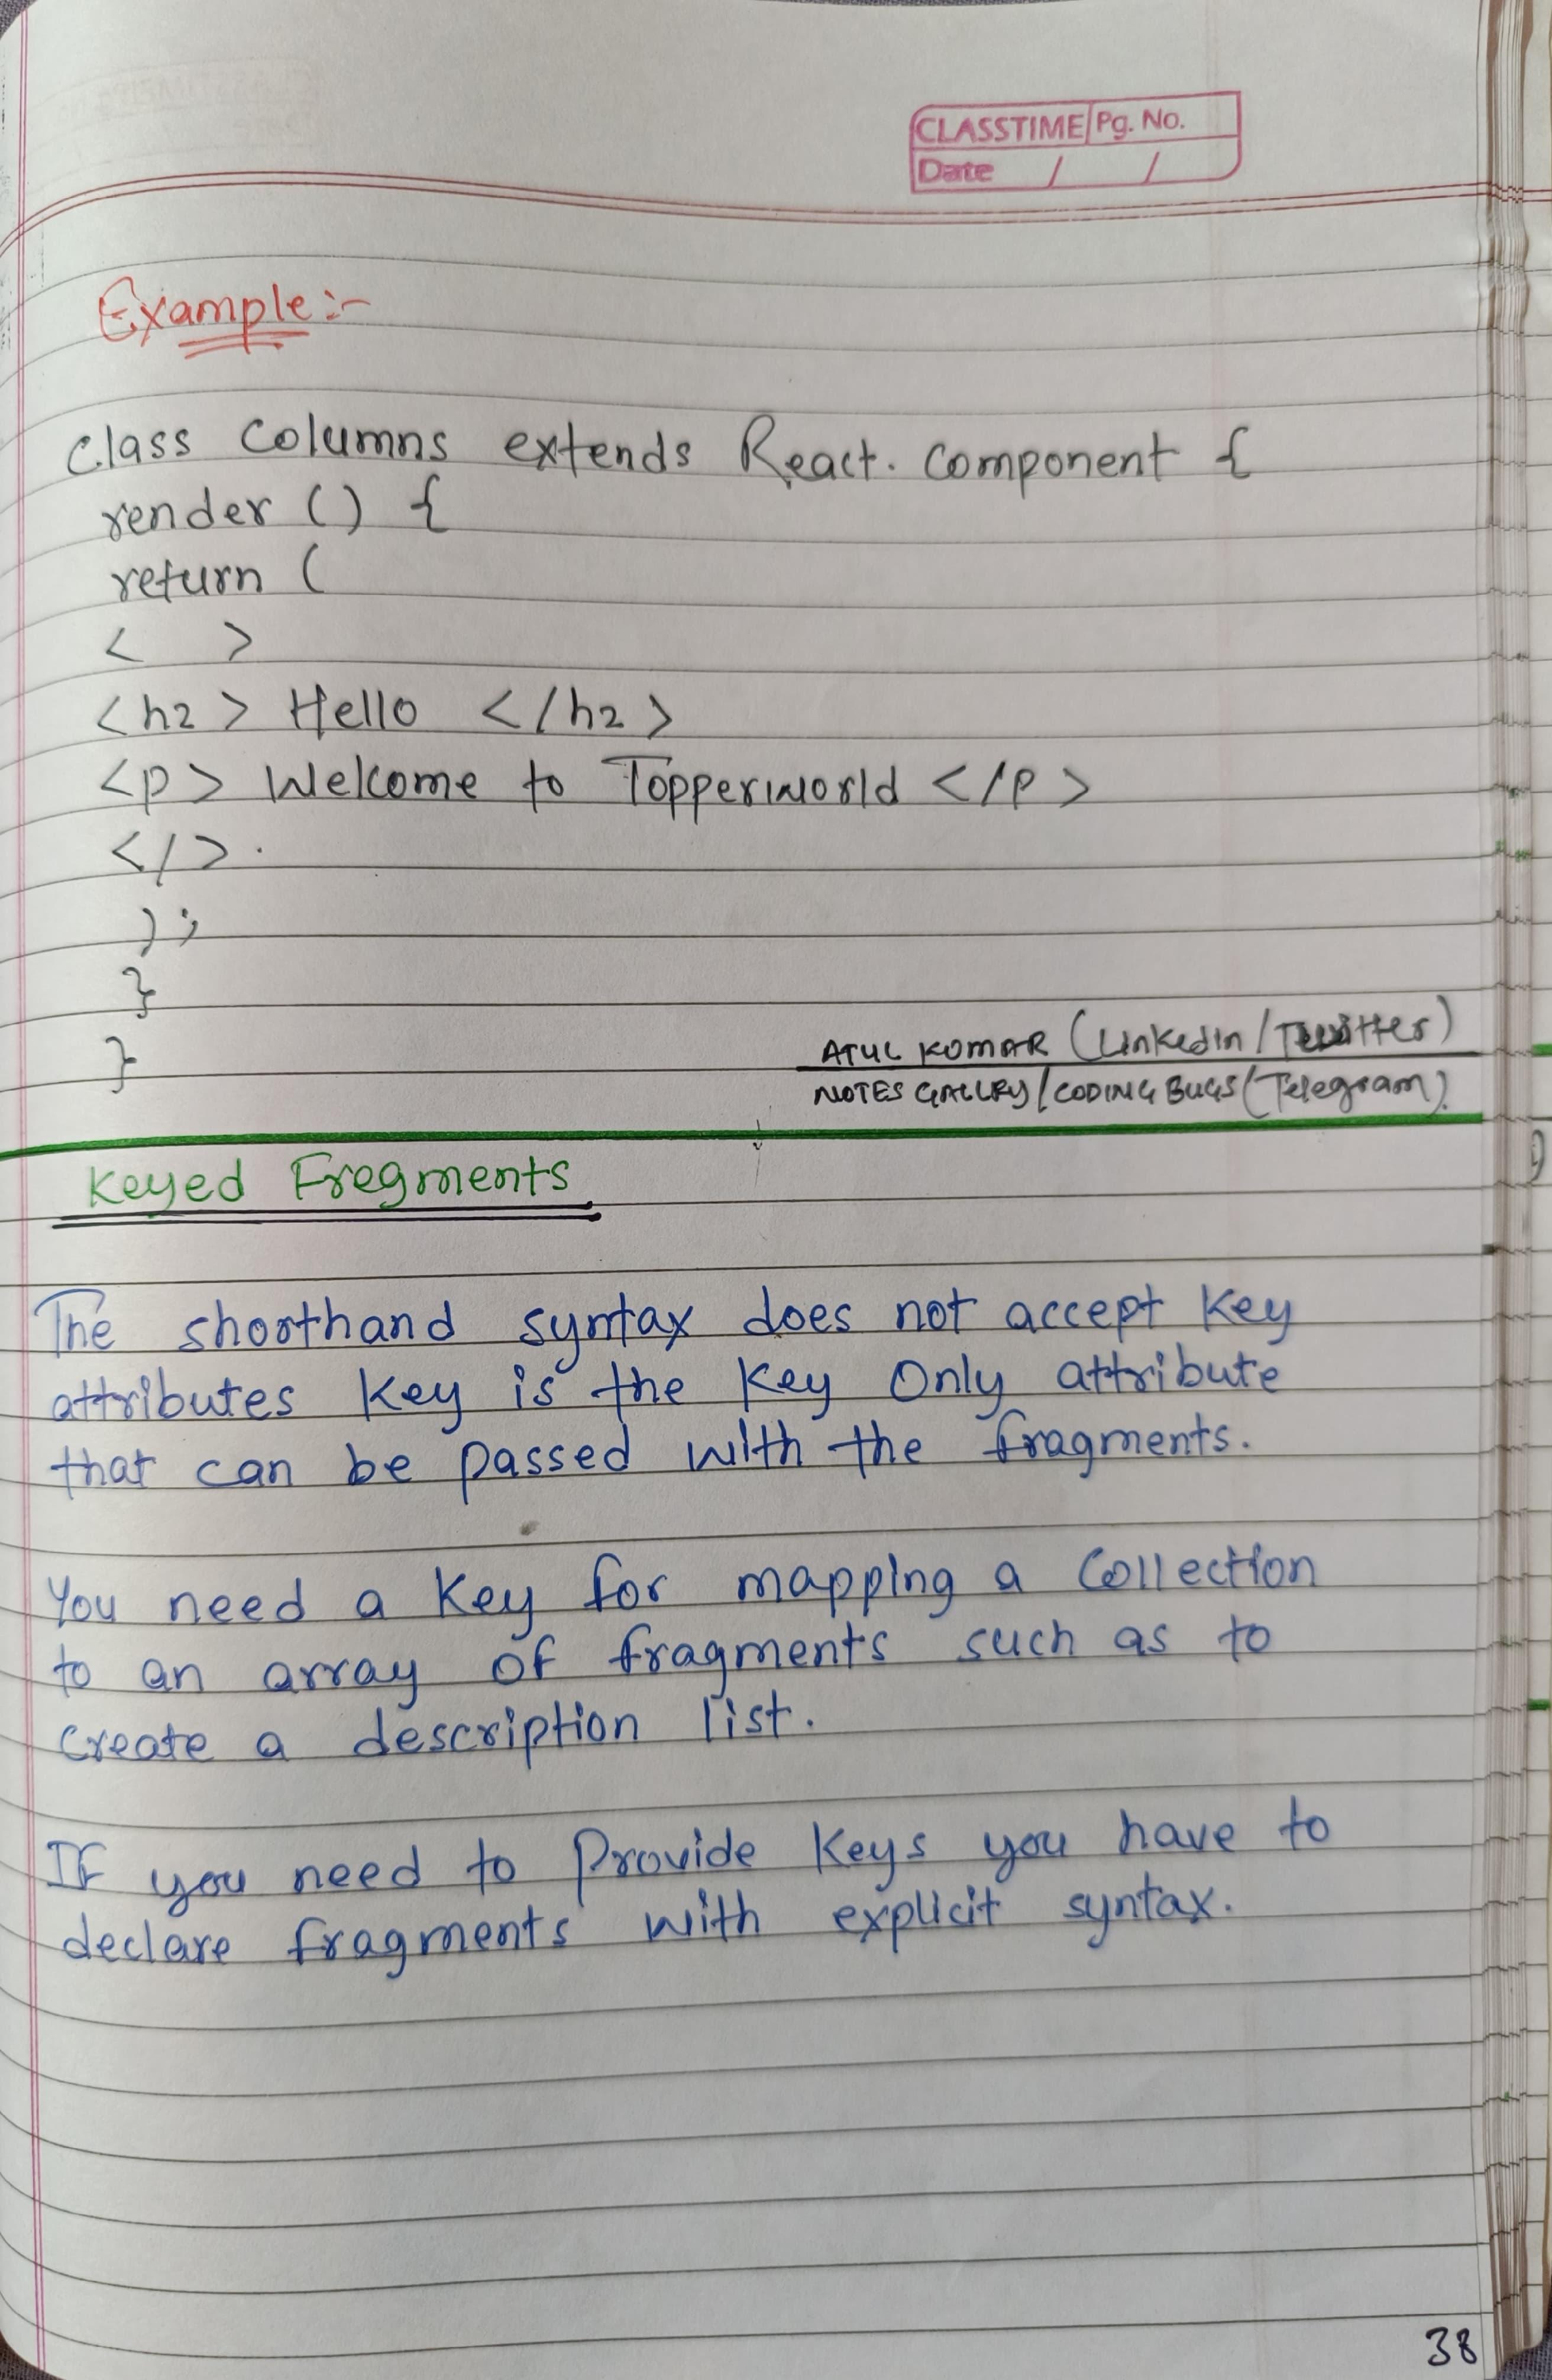 CLASSTIME Pg. No.
Date / /
Example:-
Class Columns extends React. Component {
render () {
return (
< >
<h2> Hello </h2>
<p> Welcome to Topperworld </p>
</>.
);
}
}
ATUL KUMAR (LinkedIn/Twitter)
NOTES GALLRY/CODING BUGS (Telegram)
Keyed Fregments
The shorthand syntax does not accept key
attributes key is the key Only attribute
that can be passed with the fragments.
You need a key for mapping a Collection
to an array of fragments such as to
create a description list.
If you need to Provide keys you have to
declare fragments with explicit syntax.
38